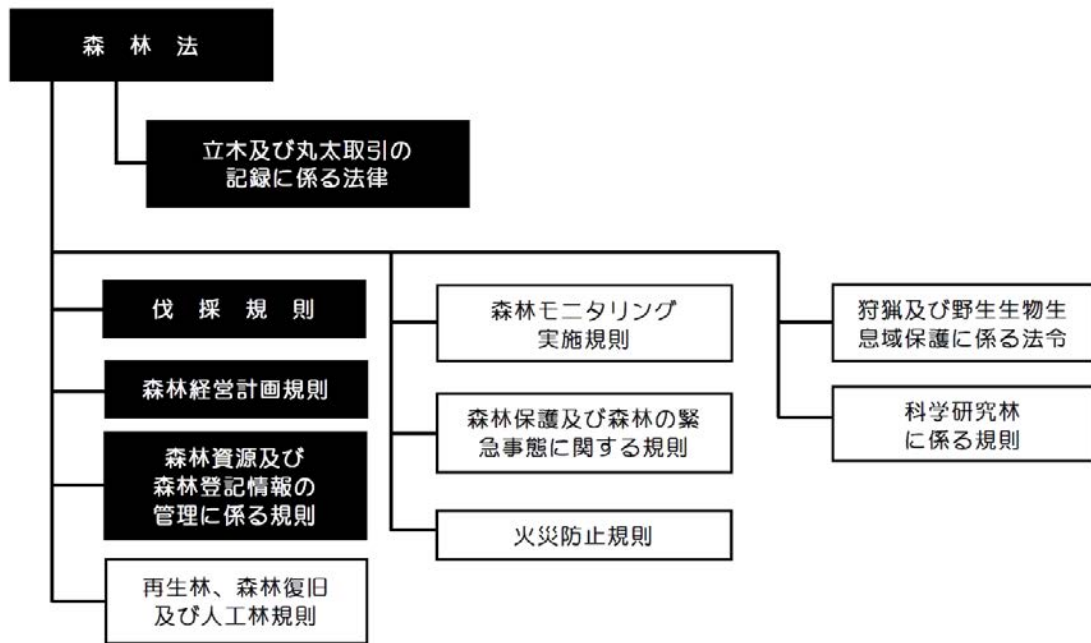 森林法
立木及び丸太取引の
記録に係る法律
伐採規則
森林経営計画規則
森林資源及び
森林登記情報の
管理に係る規則
再生林、森林復旧
及び人工林規則
森林モニタリング
実施規則
森林保護及び森林の緊
急事態に関する規則
火災防止規則
狩猟及び野生生物生
息域保護に係る法令
科学研究林
に係る規則